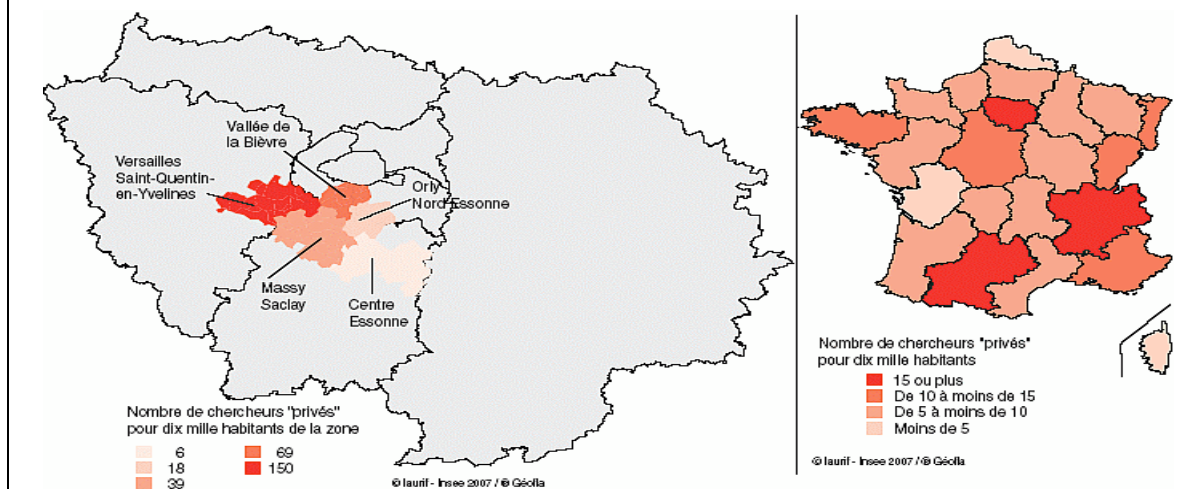 Vallée de
la Bièvre
Versailles
Saint-Quentin-
en-Yvelines
Orly
Nord Essonne
Massy
Saclay
Centre
Essonne
Nombre de chercheurs "privés"
pour dix mille habitants de la zone
6
18
39
69
150
© Iaurif - Insee 2007 / © Géofla
Nombre de chercheurs "privés"
pour dix mille habitants
15 ou plus
De 10 à moins de 15
De 5 à moins de 10
Moins de 5
© Iaurif - Insee 2007 / © Géofla